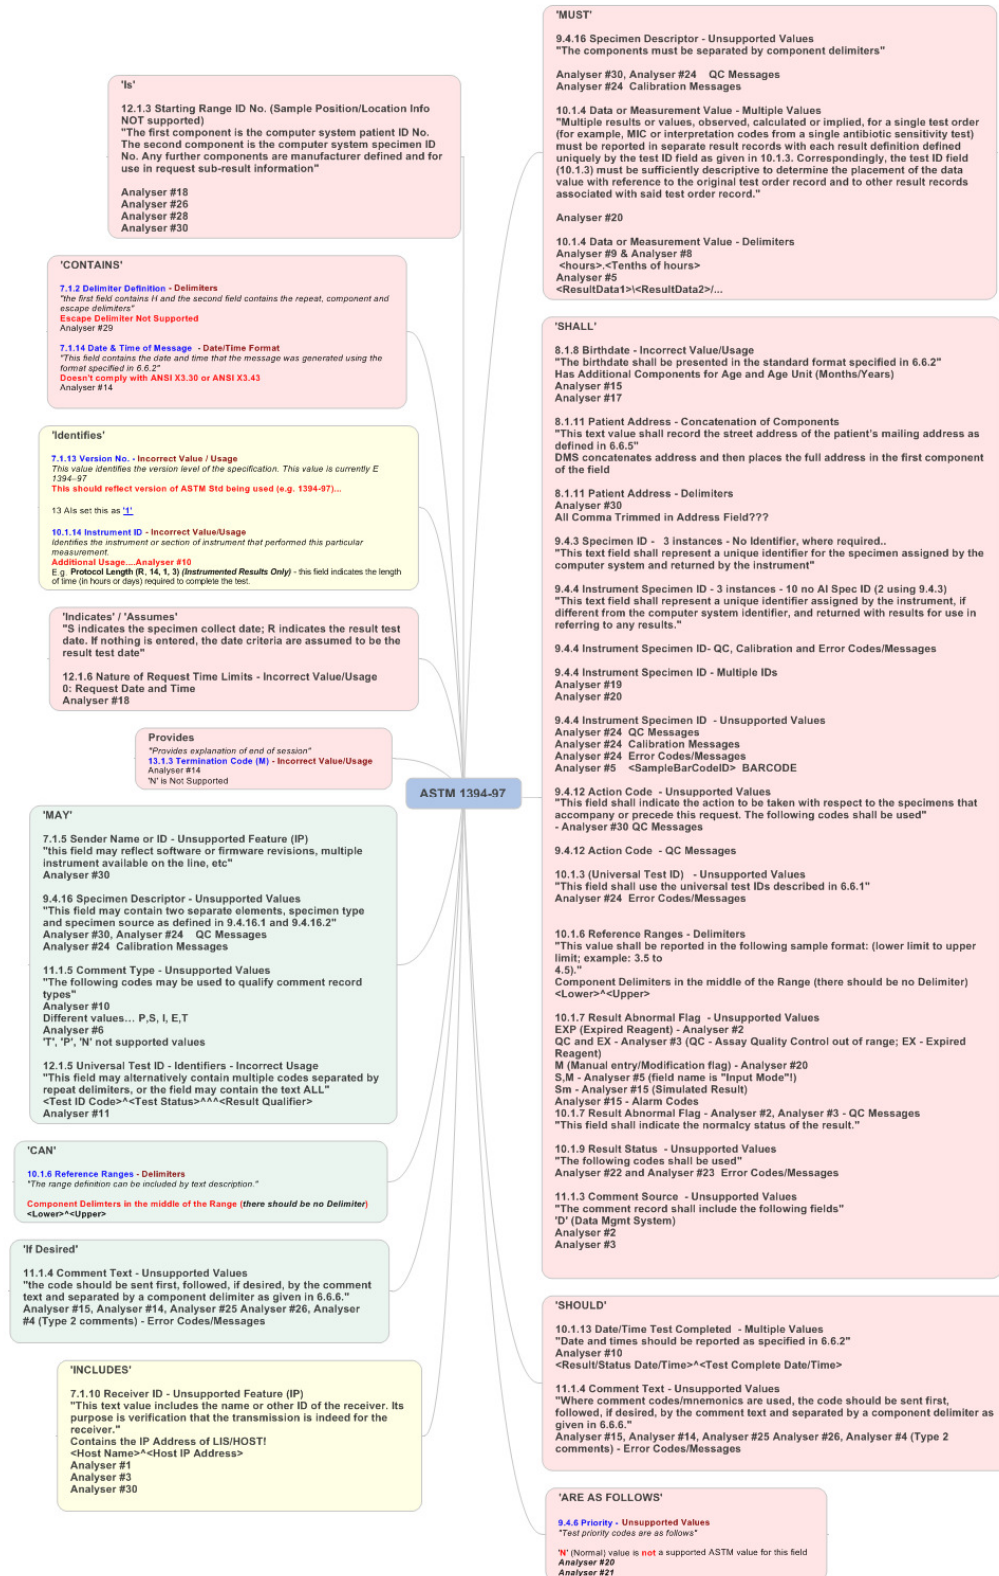 'Is'
12.1.3 Starting Range ID No. (Sample Position/Location Info
NOT supported)
"The first component is the computer system patient ID No.
The second component is the computer system specimen ID
No. Any further components are manufacturer defined and for
use in request sub-result information"
Analyser #18
Analyser #26
Analyser #28
Analyser #30
'CONTAINS'
7.1.2 Delimiter Definition - Delimiters
"the first field contains H and the second field contains the repeat, component and
escape delimiters"
Escape Delimiter Not Supported
Analyser #29
7.1.14 Date & Time of Message - Date/Time Format
"This field contains the date and time that the message was generated using the
format specified in 6.6.2"
Doesn't comply with ANSI X3.30 or ANSI X3.43
Analyser #14
'Identifies'
7.1.13 Version No. - Incorrect Value / Usage
This value identifies the version level of the specification. This value is currently E
1394–97
This should reflect version of ASTM Std being used (e.g. 1394-97)...
13 AIs set this as '1'
10.1.14 Instrument ID - Incorrect Value/Usage
Identifies the instrument or section of instrument that performed this particular
measurement.
Additional Usage....Analyser #10
E.g. Protocol Length (R, 14, 1, 3) (Instrumented Results Only) - this field indicates the length
of time (in hours or days) required to complete the test.
'Indicates' / 'Assumes'
"S indicates the specimen collect date; R indicates the result test
date. If nothing is entered, the date criteria are assumed to be the
result test date"
12.1.6 Nature of Request Time Limits - Incorrect Value/Usage
0: Request Date and Time
Analyser #18
Provides
"Provides explanation of end of session"
13.1.3 Termination Code (M) - Incorrect Value/Usage
Analyser #14
'N' is Not Supported
'MAY'
7.1.5 Sender Name or ID - Unsupported Feature (IP)
"this field may reflect software or firmware revisions, multiple
instrument available on the line, etc"
Analyser #30
9.4.16 Specimen Descriptor - Unsupported Values
"This field may contain two separate elements, specimen type
and specimen source as defined in 9.4.16.1 and 9.4.16.2"
Analyser #30, Analyser #24 QC Messages
Analyser #24 Calibration Messages
11.1.5 Comment Type - Unsupported Values
"The following codes may be used to qualify comment record
types"
Analyser #10
Different values... P,S, I, E,T
Analyser #6
'T', 'P', 'N' not supported values
12.1.5 Universal Test ID - Identifiers - Incorrect Usage
"This field may alternatively contain multiple codes separated by
repeat delimiters, or the field may contain the text ALL"
<Test ID Code>^<Test Status>^^^<Result Qualifier>
Analyser #11
'CAN'
10.1.6 Reference Ranges - Delimiters
"The range definition can be included by text description."
Component Delimters in the middle of the Range (there should be no Delimiter)
<Lower>^<Upper>
'If Desired'
11.1.4 Comment Text - Unsupported Values
"the code should be sent first, followed, if desired, by the comment
text and separated by a component delimiter as given in 6.6.6."
Analyser #15, Analyser #14, Analyser #25 Analyser #26, Analyser
#4 (Type 2 comments) - Error Codes/Messages
'INCLUDES'
7.1.10 Receiver ID - Unsupported Feature (IP)
"This text value includes the name or other ID of the receiver. Its
purpose is verification that the transmission is indeed for the
receiver."
Contains the IP Address of LIS/HOST!
<Host Name>^<Host IP Address>
Analyser #1
Analyser #3
Analyser #30
ASTM 1394-97
'MUST'
9.4.16 Specimen Descriptor - Unsupported Values
"The components must be separated by component delimiters"
Analyser #30, Analyser #24 QC Messages
Analyser #24 Calibration Messages
10.1.4 Data or Measurement Value - Multiple Values
"Multiple results or values, observed, calculated or implied, for a single test order
(for example, MIC or interpretation codes from a single antibiotic sensitivity test)
must be reported in separate result records with each result definition defined
uniquely by the test ID field as given in 10.1.3. Correspondingly, the test ID field
(10.1.3) must be sufficiently descriptive to determine the placement of the data
value with reference to the original test order record and to other result records
associated with said test order record."
Analyser #20
10.1.4 Data or Measurement Value - Delimiters
Analyser #9 & Analyser #8
<hours>.<Tenths of hours>
Analyser #5
<ResultData1>\<ResultData2>/...
'SHALL'
8.1.8 Birthdate - Incorrect Value/Usage
"The birthdate shall be presented in the standard format specified in 6.6.2"
Has Additional Components for Age and Age Unit (Months/Years)
Analyser #15
Analyser #17
8.1.11 Patient Address - Concatenation of Components
"This text value shall record the street address of the patient's mailing address as
defined in 6.6.5"
DMS concatenates address and then places the full address in the first component
of the field
8.1.11 Patient Address - Delimiters
Analyser #30
All Comma Trimmed in Address Field???
9.4.3 Specimen ID - 3 instances - No Identifier, where required..
"This text field shall represent a unique identifier for the specimen assigned by the
computer system and returned by the instrument"
9.4.4 Instrument Specimen ID - 3 instances - 10 no AI Spec ID (2 using 9.4.3)
"This text field shall represent a unique identifier assigned by the instrument, if
different from the computer system identifier, and returned with results for use in
referring to any results."
9.4.4 Instrument Specimen ID- QC, Calibration and Error Codes/Messages
9.4.4 Instrument Specimen ID - Multiple IDs
Analyser #19
Analyser #20
9.4.4 Instrument Specimen ID - Unsupported Values
Analyser #24 QC Messages
Analyser #24 Calibration Messages
Analyser #24 Error Codes/Messages
Analyser #5 <SampleBarCodeID> BARCODE
9.4.12 Action Code - Unsupported Values
"This field shall indicate the action to be taken with respect to the specimens that
accompany or precede this request. The following codes shall be used"
- Analyser #30 QC Messages
9.4.12 Action Code - QC Messages
10.1.3 (Universal Test ID) - Unsupported Values
"This field shall use the universal test IDs described in 6.6.1"
Analyser #24 Error Codes/Messages
10.1.6 Reference Ranges - Delimiters
"This value shall be reported in the following sample format: (lower limit to upper
limit; example: 3.5 to
4.5)."
Component Delimiters in the middle of the Range (there should be no Delimiter)
<Lower>^<Upper>
10.1.7 Result Abnormal Flag - Unsupported Values
EXP (Expired Reagent) - Analyser #2
QC and EX - Analyser #3 (QC - Assay Quality Control out of range; EX - Expired
Reagent)
M (Manual entry/Modification flag) - Analyser #20
S,M - Analyser #5 (field name is "Input Mode"!)
Sm - Analyser #15 (Simulated Result)
Analyser #15 - Alarm Codes
10.1.7 Result Abnormal Flag - Analyser #2, Analyser #3 - QC Messages
"This field shall indicate the normalcy status of the result."
10.1.9 Result Status - Unsupported Values
"The following codes shall be used"
Analyser #22 and Analyser #23 Error Codes/Messages
11.1.3 Comment Source - Unsupported Values
"The comment record shall include the following fields"
'D' (Data Mgmt System)
Analyser #2
Analyser #3
'SHOULD'
10.1.13 Date/Time Test Completed - Multiple Values
"Date and times should be reported as specified in 6.6.2"
Analyser #10
<Result/Status Date/Time>^<Test Complete Date/Time>
11.1.4 Comment Text - Unsupported Values
"Where comment codes/mnemonics are used, the code should be sent first,
followed, if desired, by the comment text and separated by a component delimiter as
given in 6.6.6."
Analyser #15, Analyser #14, Analyser #25 Analyser #26, Analyser #4 (Type 2
comments) - Error Codes/Messages
'ARE AS FOLLOWS'
9.4.6 Priority - Unsupported Values
"Test priority codes are as follows"
'N' (Normal) value is not a supported ASTM value for this field
Analyser #20
Analyser #21